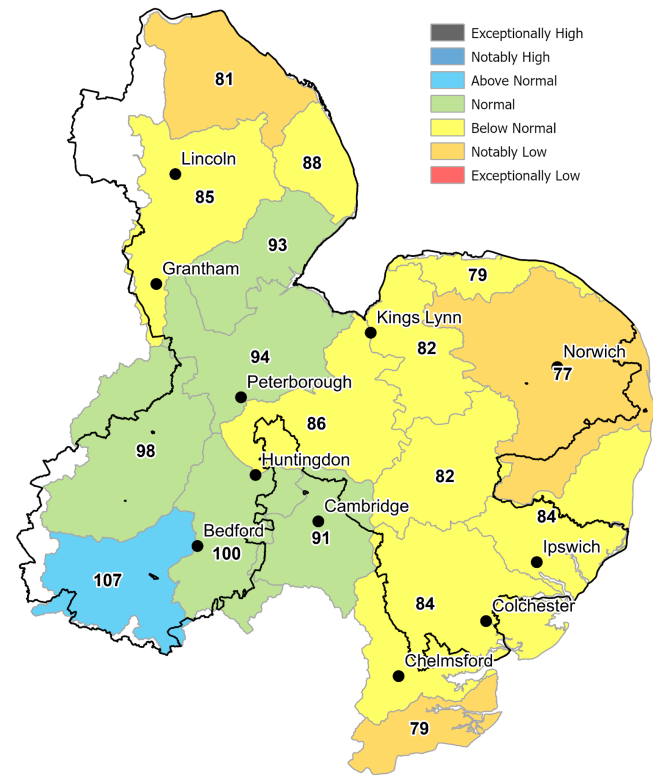 Exceptionally High
Notably High
Above Normal
Normal
Below Normal
Notably Low
Exceptionally Low
81
88
Lincoln
85
93
Grantham
79
Kings Lynn
82
Norwich
77
94
Peterborough
86
98
Huntingdon
82
Cambridge
91
84
Bedford
100
Ipswich
107
84
Colchester
Chelmsford
79